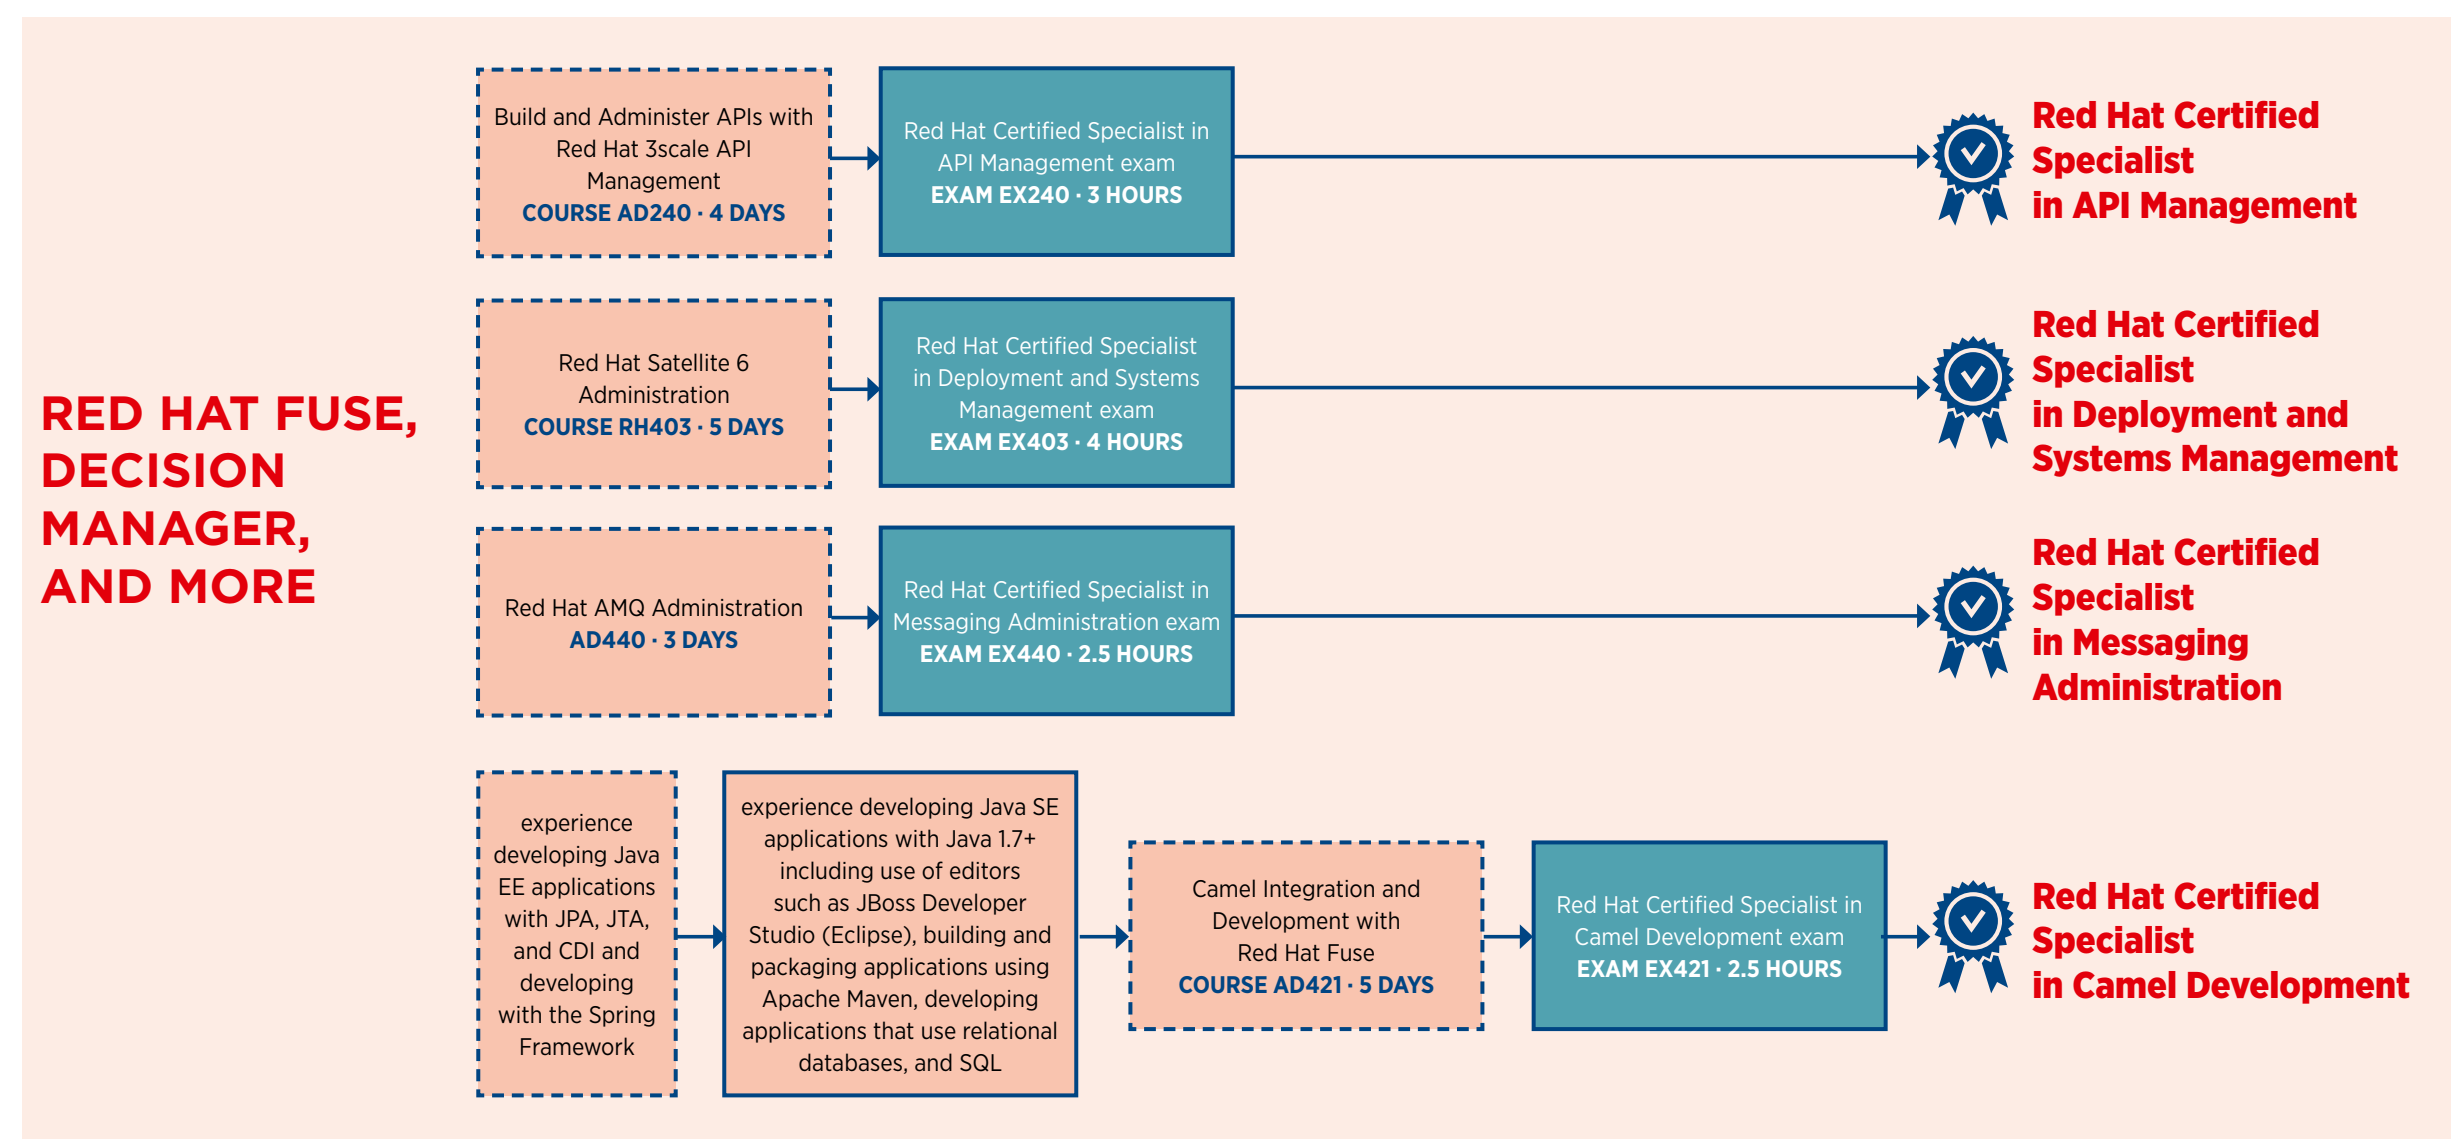 RED HAT FUSE,
DECISION
MANAGER,
AND MORE
Build and Administer APIs with
Red Hat 3scale API
Management
COURSE AD240 · 4 DAYS
Red Hat Certified Specialist in
API Management exam
EXAM EX240 · 3 HOURS
Red Hat Certified
Specialist
in API Management
Red Hat Satellite 6
Administration
COURSE RH403 · 5 DAYS
Red Hat Certified Specialist
in Deployment and Systems
Management exam
EXAM EX403 · 4 HOURS
Red Hat Certified
Specialist
in Deployment and
Systems Management
Red Hat AMQ Administration
AD440 · 3 DAYS
Red Hat Certified Specialist in
Messaging Administration exam
EXAM EX440 · 2.5 HOURS
Red Hat Certified
Specialist
in Messaging
Administration
experience
developing Java
EE applications
with JPA, JTA,
and CDI and
developing
with the Spring
Framework
experience developing Java SE
applications with Java 1.7+
including use of editors
such as JBoss Developer
Studio (Eclipse), building and
packaging applications using
Apache Maven, developing
applications that use relational
databases, and SQL
Camel Integration and
Development with
Red Hat Fuse
COURSE AD421 · 5 DAYS
Red Hat Certified Specialist in
Camel Development exam
EXAM EX421 · 2.5 HOURS
Red Hat Certified
Specialist
in Camel Development